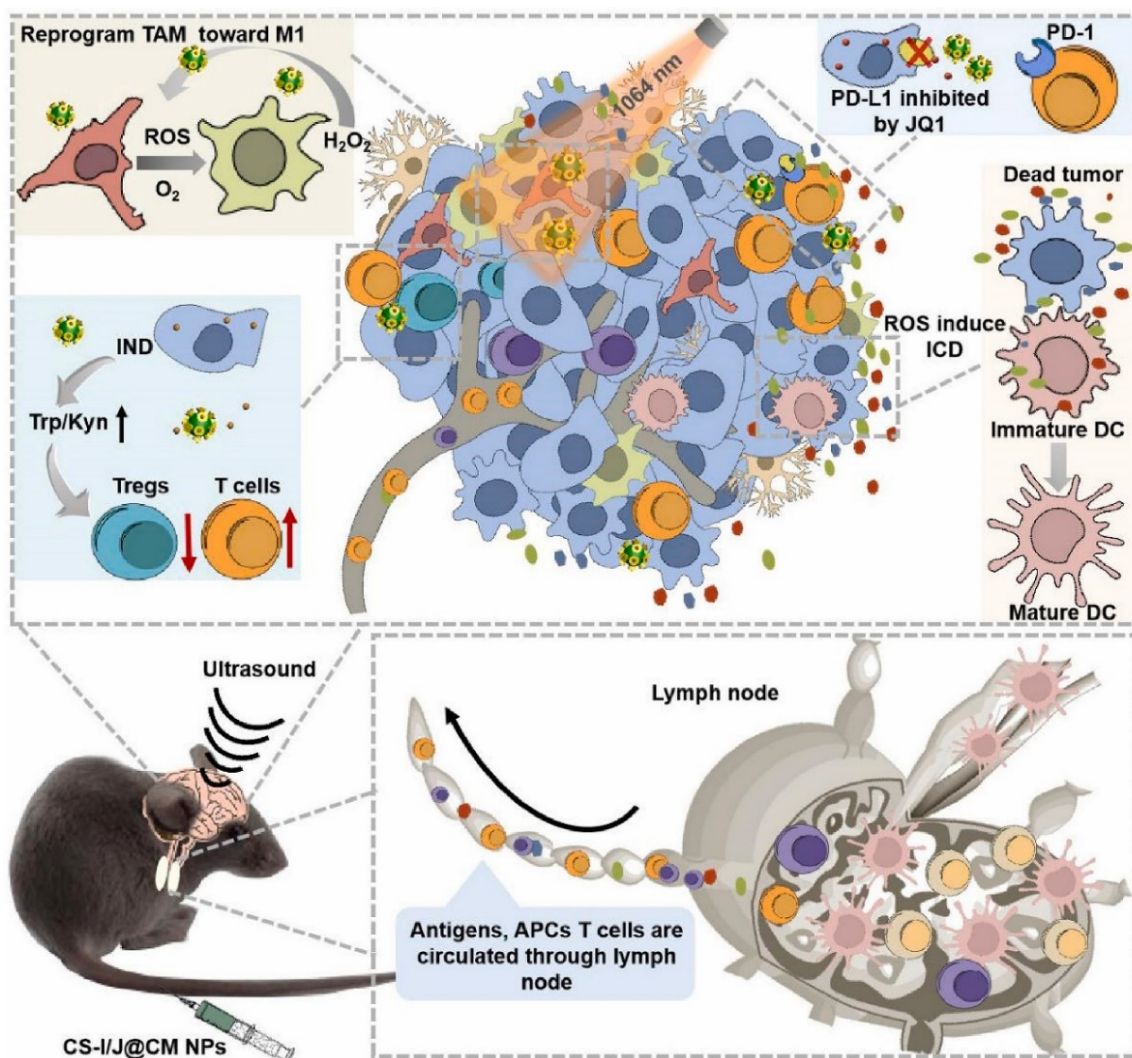 Reprogram TAM toward M1
ROS
O₂
H₂O₂
1064 nm
PD-1
PD-L1 inhibited
by JQ1
Dead tumor
ROS induce
ICD
Immature DC
Mature DC
IND
Trp/Kyn
Tregs
T cells
Ultrasound
CS-I/J@CM NPs
Lymph node
Antigens, APCs T cells are
circulated through lymph
node